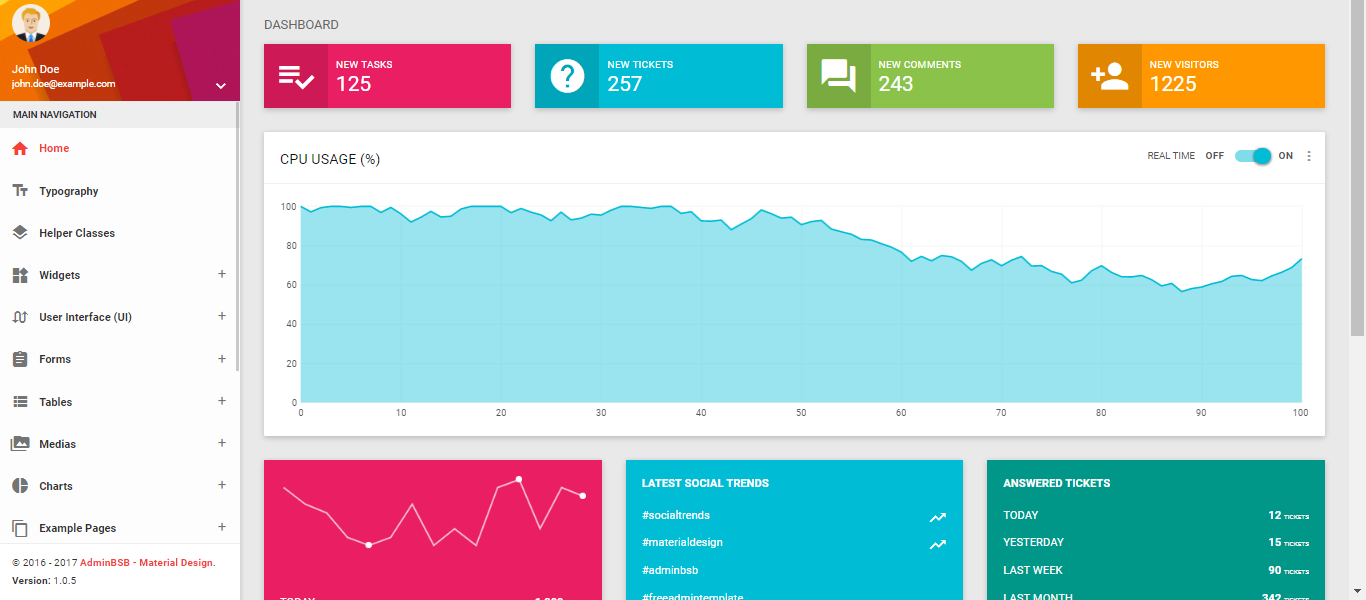 John Doe
john.doe@example.com
MAIN NAVIGATION
Home
Typography
Helper Classes
Widgets +
User Interface (UI) +
Forms +
Tables +
Medias +
Charts +
Example Pages +
© 2016 - 2017 AdminBSB - Material Design.
Version: 1.0.5
DASHBOARD
NEW TASKS
125
NEW TICKETS
257
NEW COMMENTS
243
NEW VISITORS
1225
CPU USAGE (%)
REAL TIME OFF ON
100
80
60
40
20
0
0 10 20 30 40 50 60 70 80 90 100
LATEST SOCIAL TRENDS
#socialtrends
#materialdesign
#adminbsb
#freeadmintemplate
ANSWERED TICKETS
TODAY 12 TICKETS
YESTERDAY 15 TICKETS
LAST WEEK 90 TICKETS
LAST MONTH 342 TICKETS
TODAY